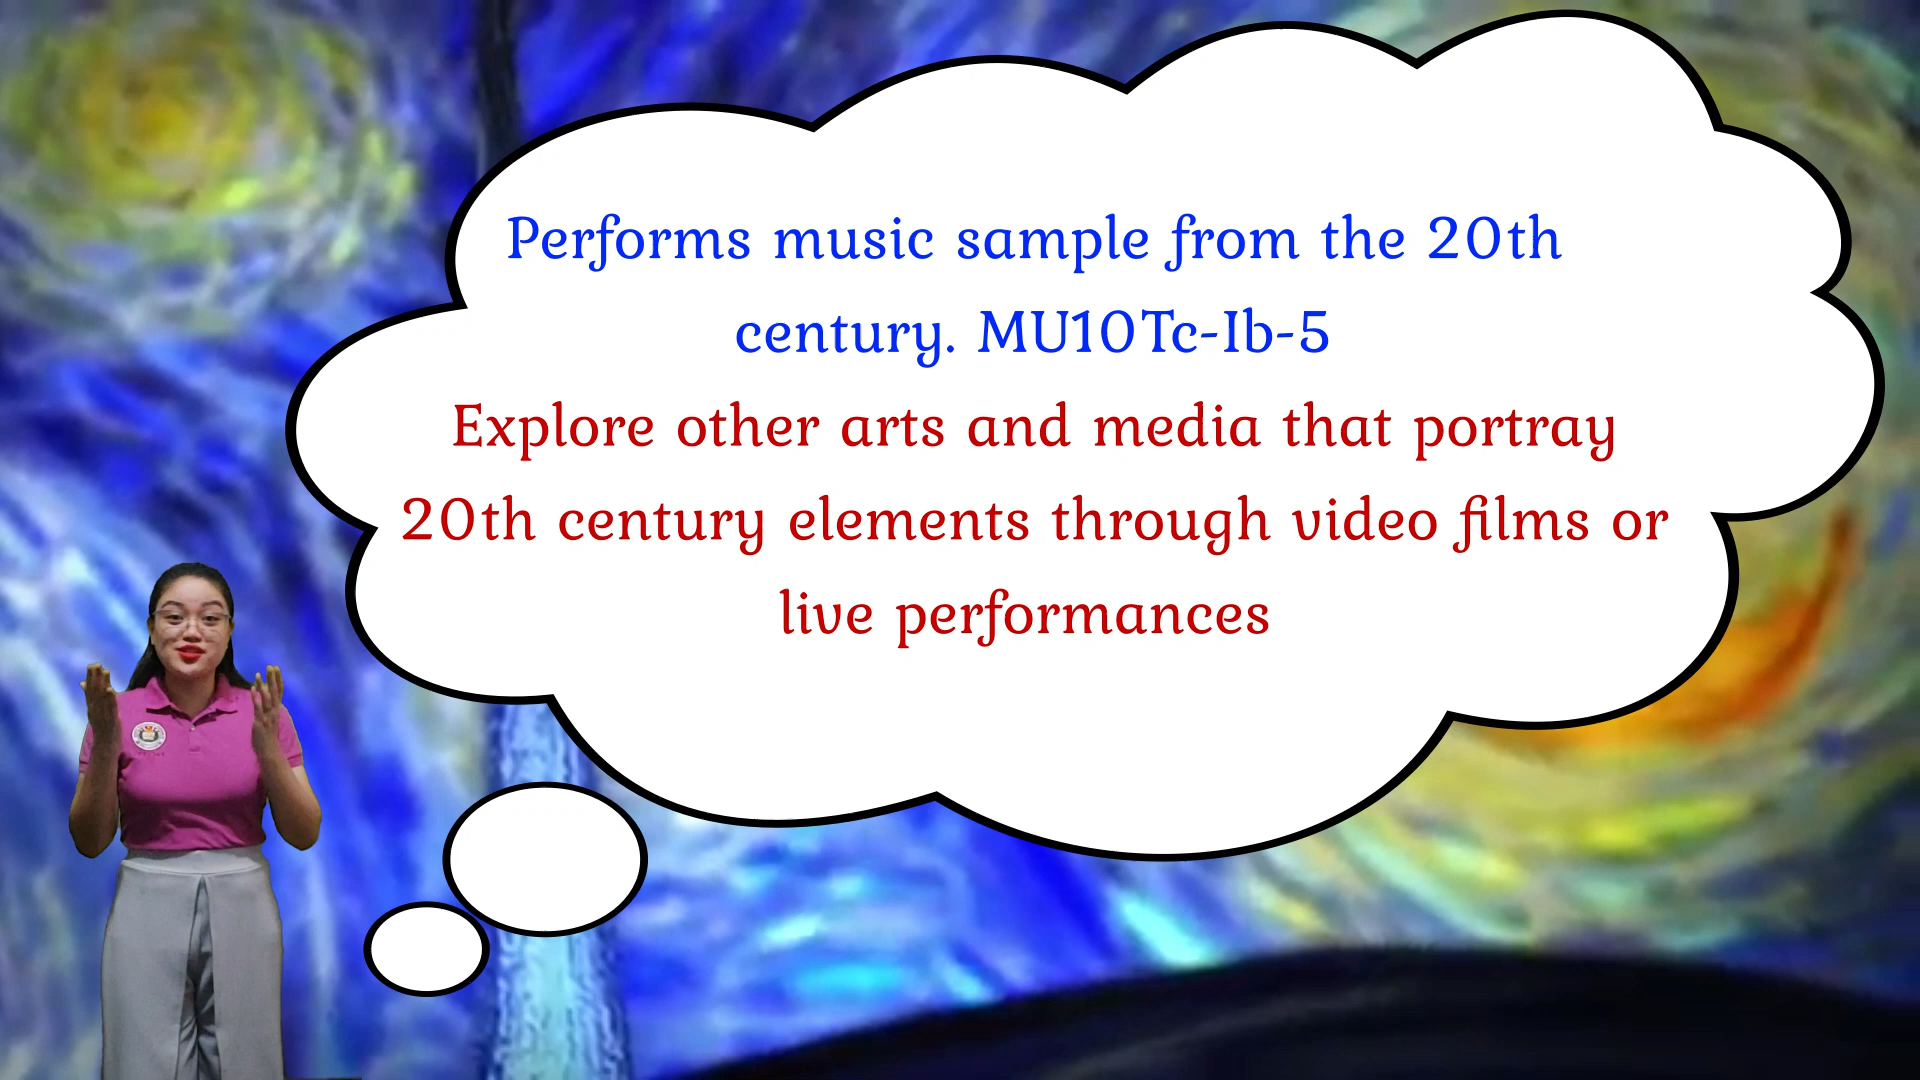 Performs music sample from the 20th
century. MU10Tc-Ib-5
Explore other arts and media that portray
20th century elements through video films or
live performances